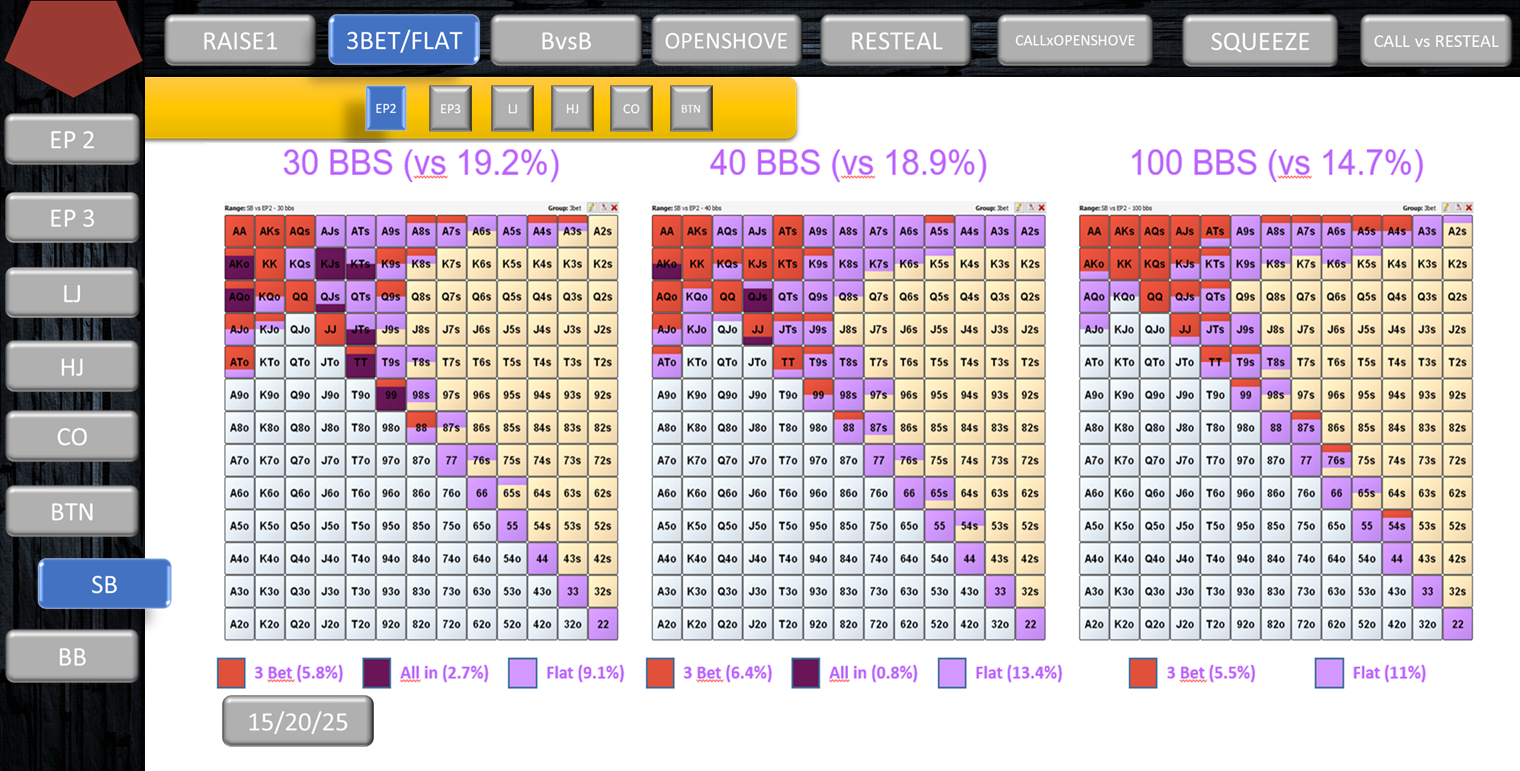 RAISE1 3BET/FLAT BvsB OPENSHOVE RESTEAL CALLxOPENSHOVE SQUEEZE CALL vs RESTEAL
EP2 EP3 LJ HJ CO BTN
EP 2
EP 3
LJ
HJ
CO
BTN
SB
BB
30 BBS (vs 19.2%)
Range: SB vs EP2 - 30 bbs Group: 3bet
AA AKs AQs AJs ATs A9s A8s A7s A6s A5s A4s A3s A2s
AKo KK KQs KJs KTs K9s K8s K7s K6s K5s K4s K3s K2s
AQo KQo QQ QJs QTs Q9s Q8s Q7s Q6s Q5s Q4s Q3s Q2s
AJo KJo QJo JJ JTs J9s J8s J7s J6s J5s J4s J3s J2s
ATo KTo QTo JTo TT T9s T8s T7s T6s T5s T4s T3s T2s
A9o K9o Q9o J9o T9o 99 98s 97s 96s 95s 94s 93s 92s
A8o K8o Q8o J8o T8o 98o 88 87s 86s 85s 84s 83s 82s
A7o K7o Q7o J7o T7o 97o 87o 77 76s 75s 74s 73s 72s
A6o K6o Q6o J6o T6o 96o 86o 76o 66 65s 64s 63s 62s
A5o K5o Q5o J5o T5o 95o 85o 75o 65o 55 54s 53s 52s
A4o K4o Q4o J4o T4o 94o 84o 74o 64o 54o 44 43s 42s
A3o K3o Q3o J3o T3o 93o 83o 73o 63o 53o 43o 33 32s
A2o K2o Q2o J2o T2o 92o 82o 72o 62o 52o 42o 32o 22
3 Bet (5.8%) All in (2.7%) Flat (9.1%)
40 BBS (vs 18.9%)
Range: SB vs EP2 - 40 bbs Group: 3bet
AA AKs AQs AJs ATs A9s A8s A7s A6s A5s A4s A3s A2s
AKo KK KQs KJs KTs K9s K8s K7s K6s K5s K4s K3s K2s
AQo KQo QQ QJs QTs Q9s Q8s Q7s Q6s Q5s Q4s Q3s Q2s
AJo KJo QJo JJ JTs J9s J8s J7s J6s J5s J4s J3s J2s
ATo KTo QTo JTo TT T9s T8s T7s T6s T5s T4s T3s T2s
A9o K9o Q9o J9o T9o 99 98s 97s 96s 95s 94s 93s 92s
A8o K8o Q8o J8o T8o 98o 88 87s 86s 85s 84s 83s 82s
A7o K7o Q7o J7o T7o 97o 87o 77 76s 75s 74s 73s 72s
A6o K6o Q6o J6o T6o 96o 86o 76o 66 65s 64s 63s 62s
A5o K5o Q5o J5o T5o 95o 85o 75o 65o 55 54s 53s 52s
A4o K4o Q4o J4o T4o 94o 84o 74o 64o 54o 44 43s 42s
A3o K3o Q3o J3o T3o 93o 83o 73o 63o 53o 43o 33 32s
A2o K2o Q2o J2o T2o 92o 82o 72o 62o 52o 42o 32o 22
3 Bet (6.4%) All in (0.8%) Flat (13.4%)
100 BBS (vs 14.7%)
Range: SB vs EP2 - 100 bbs Group: 3bet
AA AKs AQs AJs ATs A9s A8s A7s A6s A5s A4s A3s A2s
AKo KK KQs KJs KTs K9s K8s K7s K6s K5s K4s K3s K2s
AQo KQo QQ QJs QTs Q9s Q8s Q7s Q6s Q5s Q4s Q3s Q2s
AJo KJo QJo JJ JTs J9s J8s J7s J6s J5s J4s J3s J2s
ATo KTo QTo JTo TT T9s T8s T7s T6s T5s T4s T3s T2s
A9o K9o Q9o J9o T9o 99 98s 97s 96s 95s 94s 93s 92s
A8o K8o Q8o J8o T8o 98o 88 87s 86s 85s 84s 83s 82s
A7o K7o Q7o J7o T7o 97o 87o 77 76s 75s 74s 73s 72s
A6o K6o Q6o J6o T6o 96o 86o 76o 66 65s 64s 63s 62s
A5o K5o Q5o J5o T5o 95o 85o 75o 65o 55 54s 53s 52s
A4o K4o Q4o J4o T4o 94o 84o 74o 64o 54o 44 43s 42s
A3o K3o Q3o J3o T3o 93o 83o 73o 63o 53o 43o 33 32s
A2o K2o Q2o J2o T2o 92o 82o 72o 62o 52o 42o 32o 22
3 Bet (5.5%) Flat (11%)
15/20/25